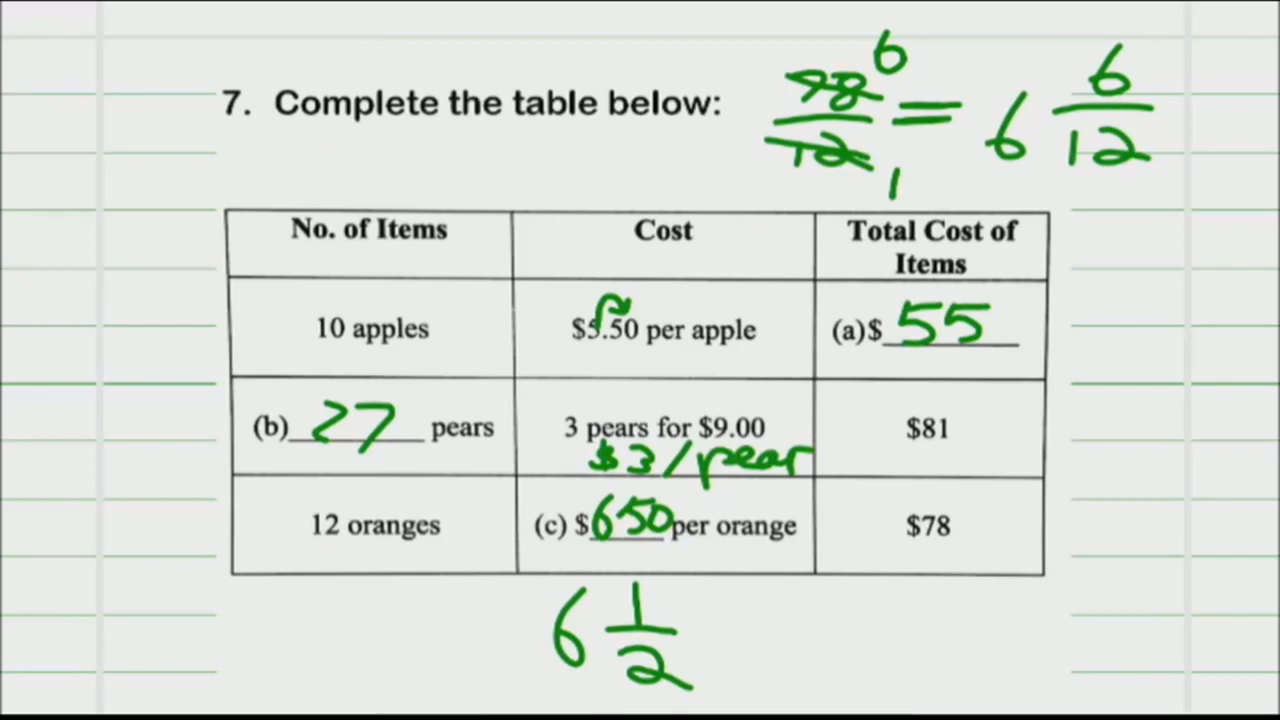 7. Complete the table below:
78/12 6 1 = 6 6/12
No. of Items Cost Total Cost of Items
10 apples $5.50 per apple (a) $ 55
(b) 27 pears 3 pears for $9.00 $81
$3/pear
12 oranges (c) $650 per orange $78
6 1/2